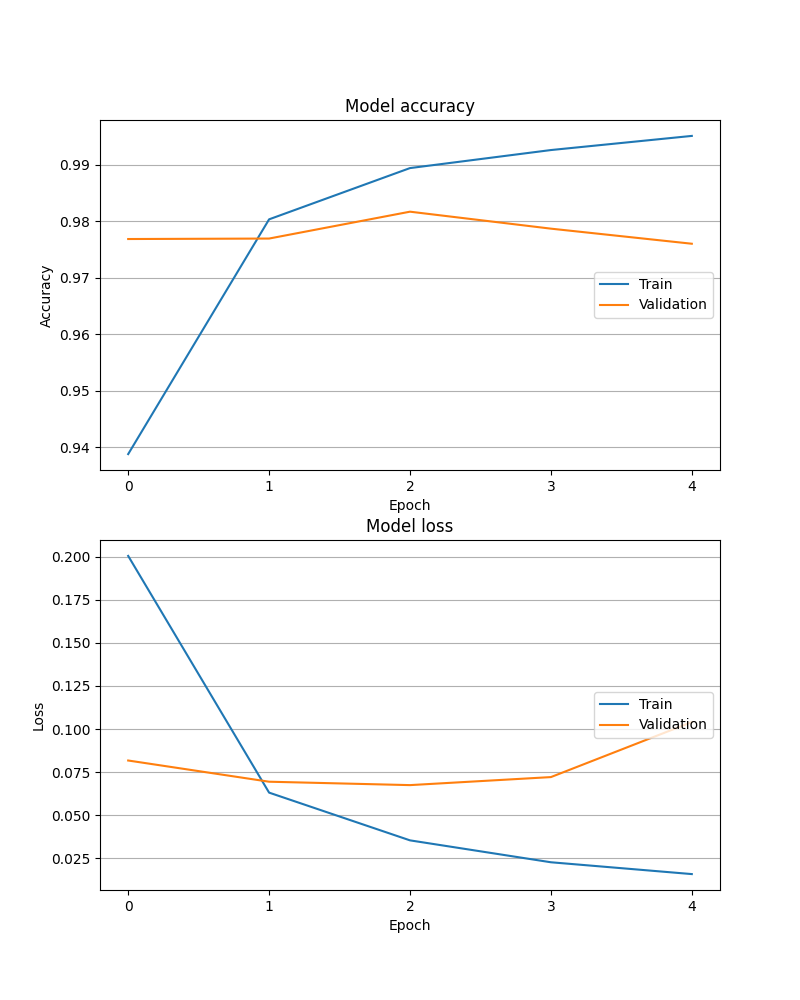 Model accuracy
0.99
0.98
0.97
0.96
0.95
0.94
Accuracy
Train
Validation
0 1 2 3 4
Epoch
Model loss
0.200
0.175
0.150
0.125
0.100
0.075
0.050
0.025
Loss
Train
Validation
0 1 2 3 4
Epoch